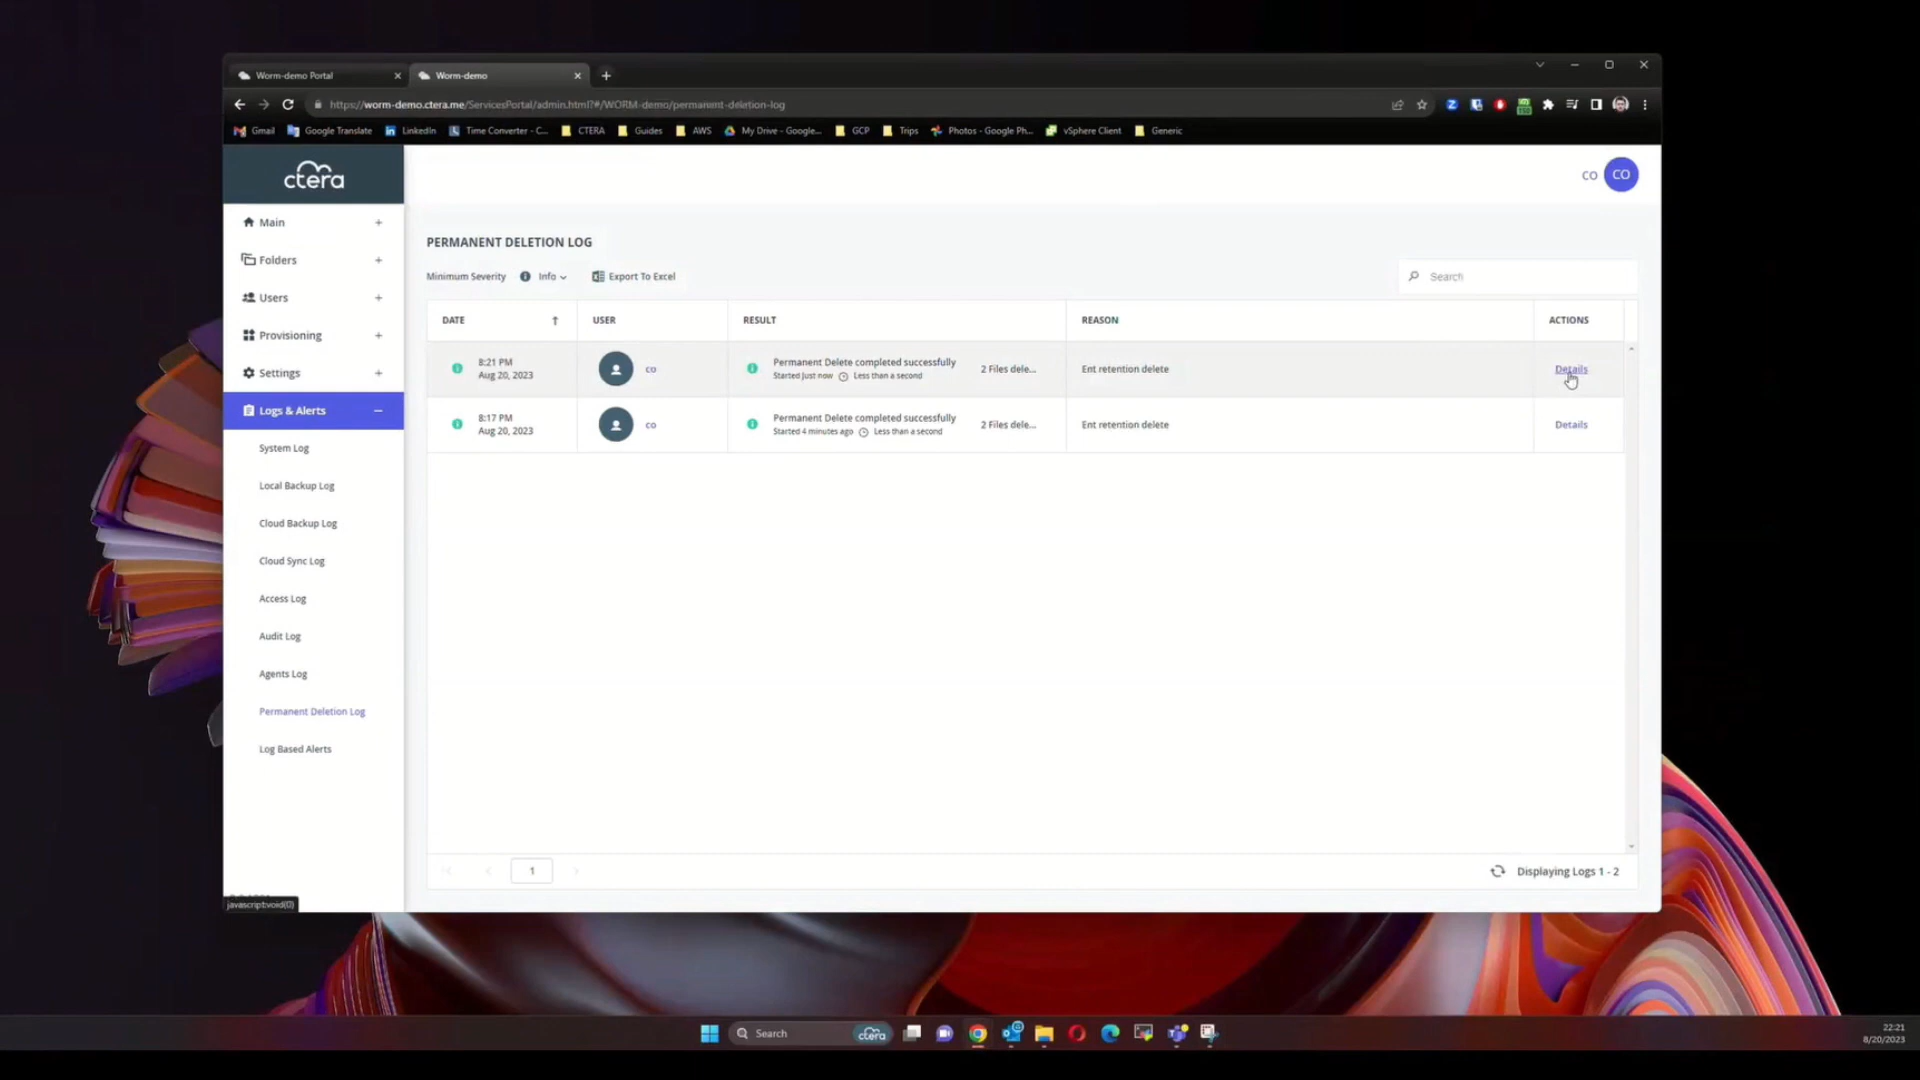 Worm-demo Portal
Worm-demo
https://worm-demo.ctera.me/ServicesPortal/admin.html?#/WORM-demo/permanent-deletion-log
Gmail
Google Translate
LinkedIn
Time Converter - C...
CTERA
Guides
AWS
My Drive - Google...
GCP
Trips
Photos - Google Ph...
vSphere Client
Generic
ctera
CO
CO
Main
Folders
Users
Provisioning
Settings
Logs & Alerts
System Log
Local Backup Log
Cloud Backup Log
Cloud Sync Log
Access Log
Audit Log
Agents Log
Permanent Deletion Log
Log Based Alerts
PERMANENT DELETION LOG
Minimum Severity Info
Export To Excel
Search
DATE USER RESULT REASON ACTIONS
8:21 PM
Aug 20, 2023
co
Permanent Delete completed successfully
Started Just now Less than a second
2 Files dele...
Ent retention delete
Details
8:17 PM
Aug 20, 2023
co
Permanent Delete completed successfully
Started 4 minutes ago Less than a second
2 Files dele...
Ent retention delete
Details
1
Displaying Logs 1 - 2
javascript:void(0)
Search
ctera
22:21
8/20/2023